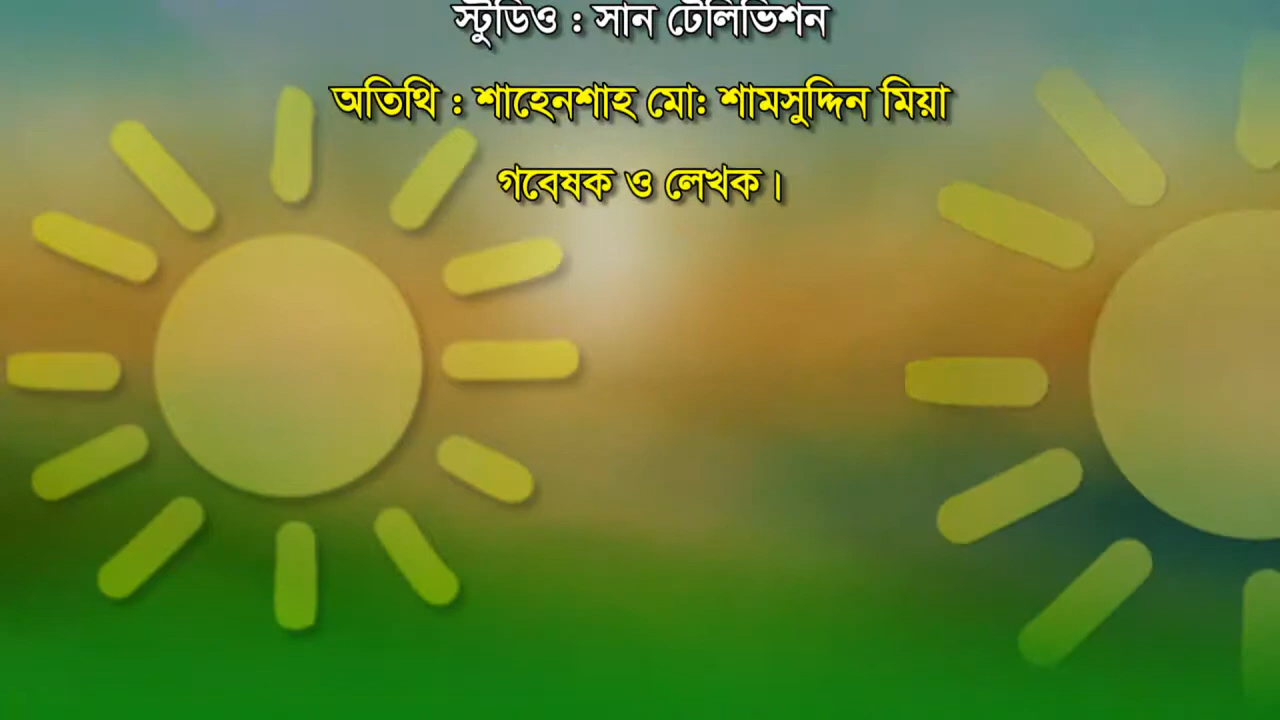 স্টুডিও : সান টেলিভিশন
অতিথি : শাহেনশাহ মো: শামসুদ্দিন মিয়া
গবেষক ও লেখক।